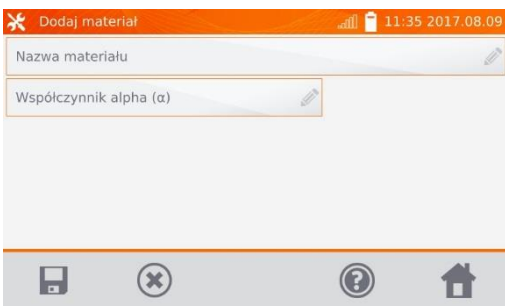 Dodaj materiał 11:35 2017.08.09
Nazwa materiału
Współczynnik alpha (α)